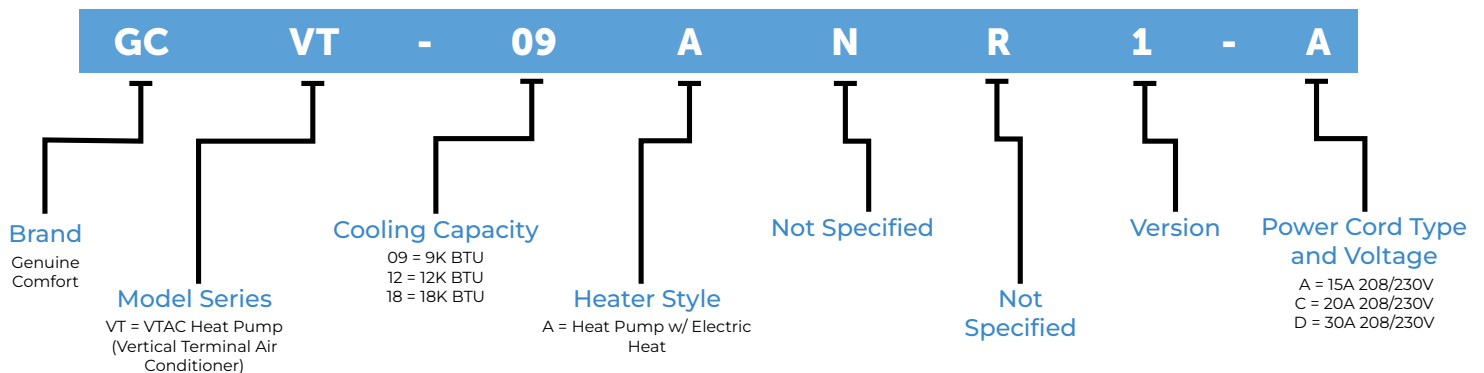 GC VT - 09 A N R 1 - A
Brand
Genuine
Comfort
Model Series
VT = VTAC Heat Pump
(Vertical Terminal Air
Conditioner)
Cooling Capacity
09 = 9K BTU
12 = 12K BTU
18 = 18K BTU
Heater Style
A = Heat Pump w/ Electric
Heat
Not Specified
Not
Specified
Version
Power Cord Type
and Voltage
A = 15A 208/230V
C = 20A 208/230V
D = 30A 208/230V